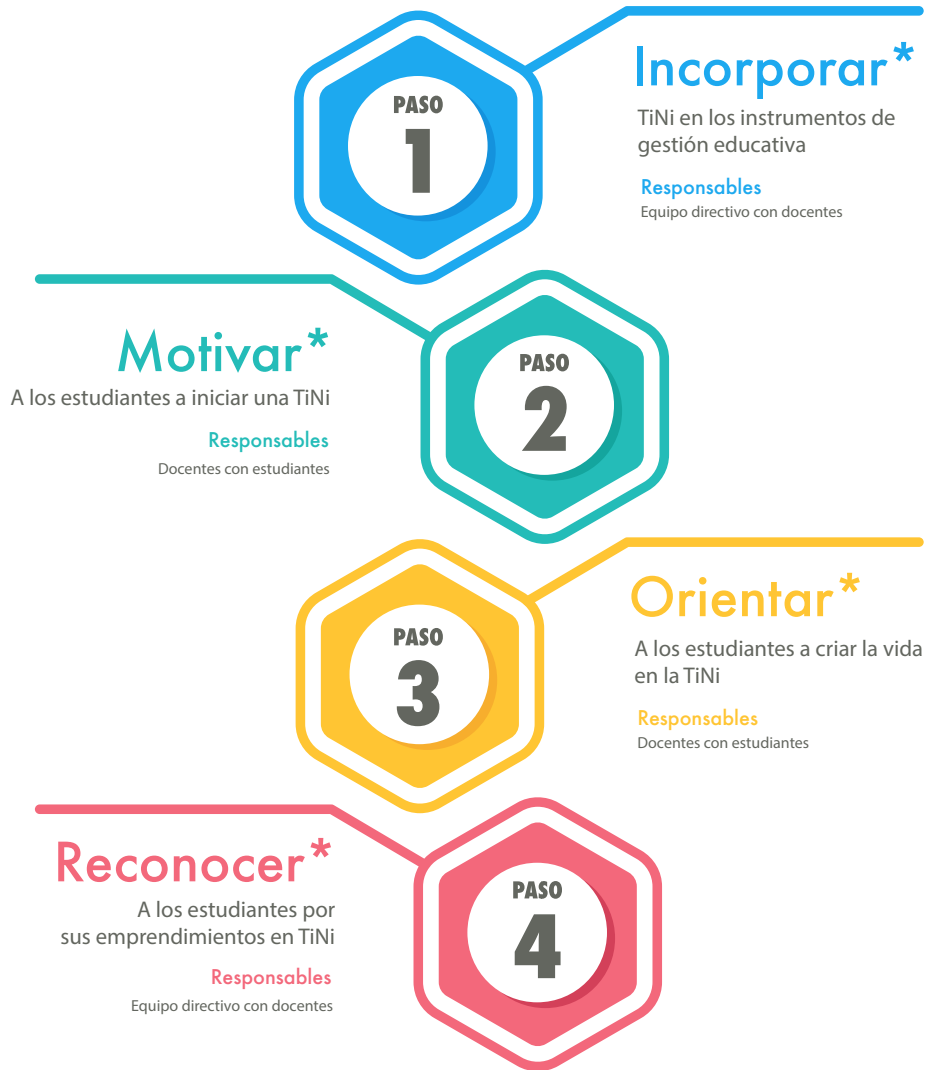 PASO
1
Incorporar*
TiNi en los instrumentos de
gestión educativa
Responsables
Equipo directivo con docentes
PASO
2
Motivar*
A los estudiantes a iniciar una TiNi
Responsables
Docentes con estudiantes
PASO
3
Orientar*
A los estudiantes a criar la vida
en la TiNi
Responsables
Docentes con estudiantes
PASO
4
Reconocer*
A los estudiantes por
sus emprendimientos en TiNi
Responsables
Equipo directivo con docentes